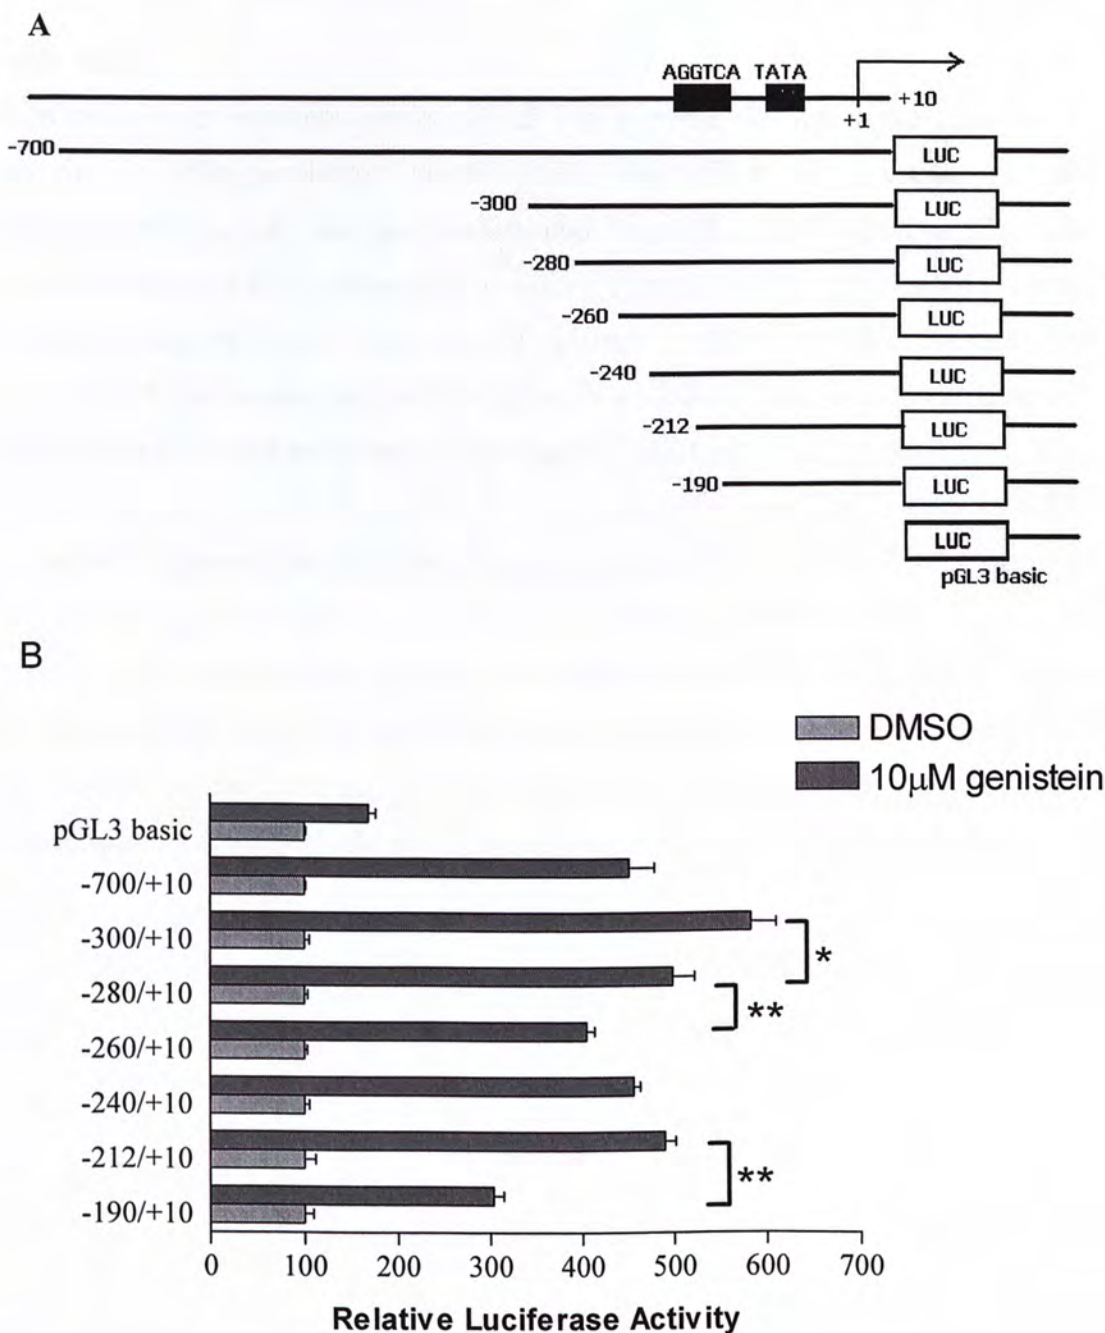 A
AGGTCA TATA
+1
+10
-700 LUC
-300 LUC
-280 LUC
-260 LUC
-240 LUC
-212 LUC
-190 LUC
LUC
pGL3 basic
B
DMSO
10µM genistein
pGL3 basic
-700/+10
-300/+10
*
-280/+10
**
-260/+10
-240/+10
-212/+10
**
-190/+10
0 100 200 300 400 500 600 700
Relative Luciferase Activity